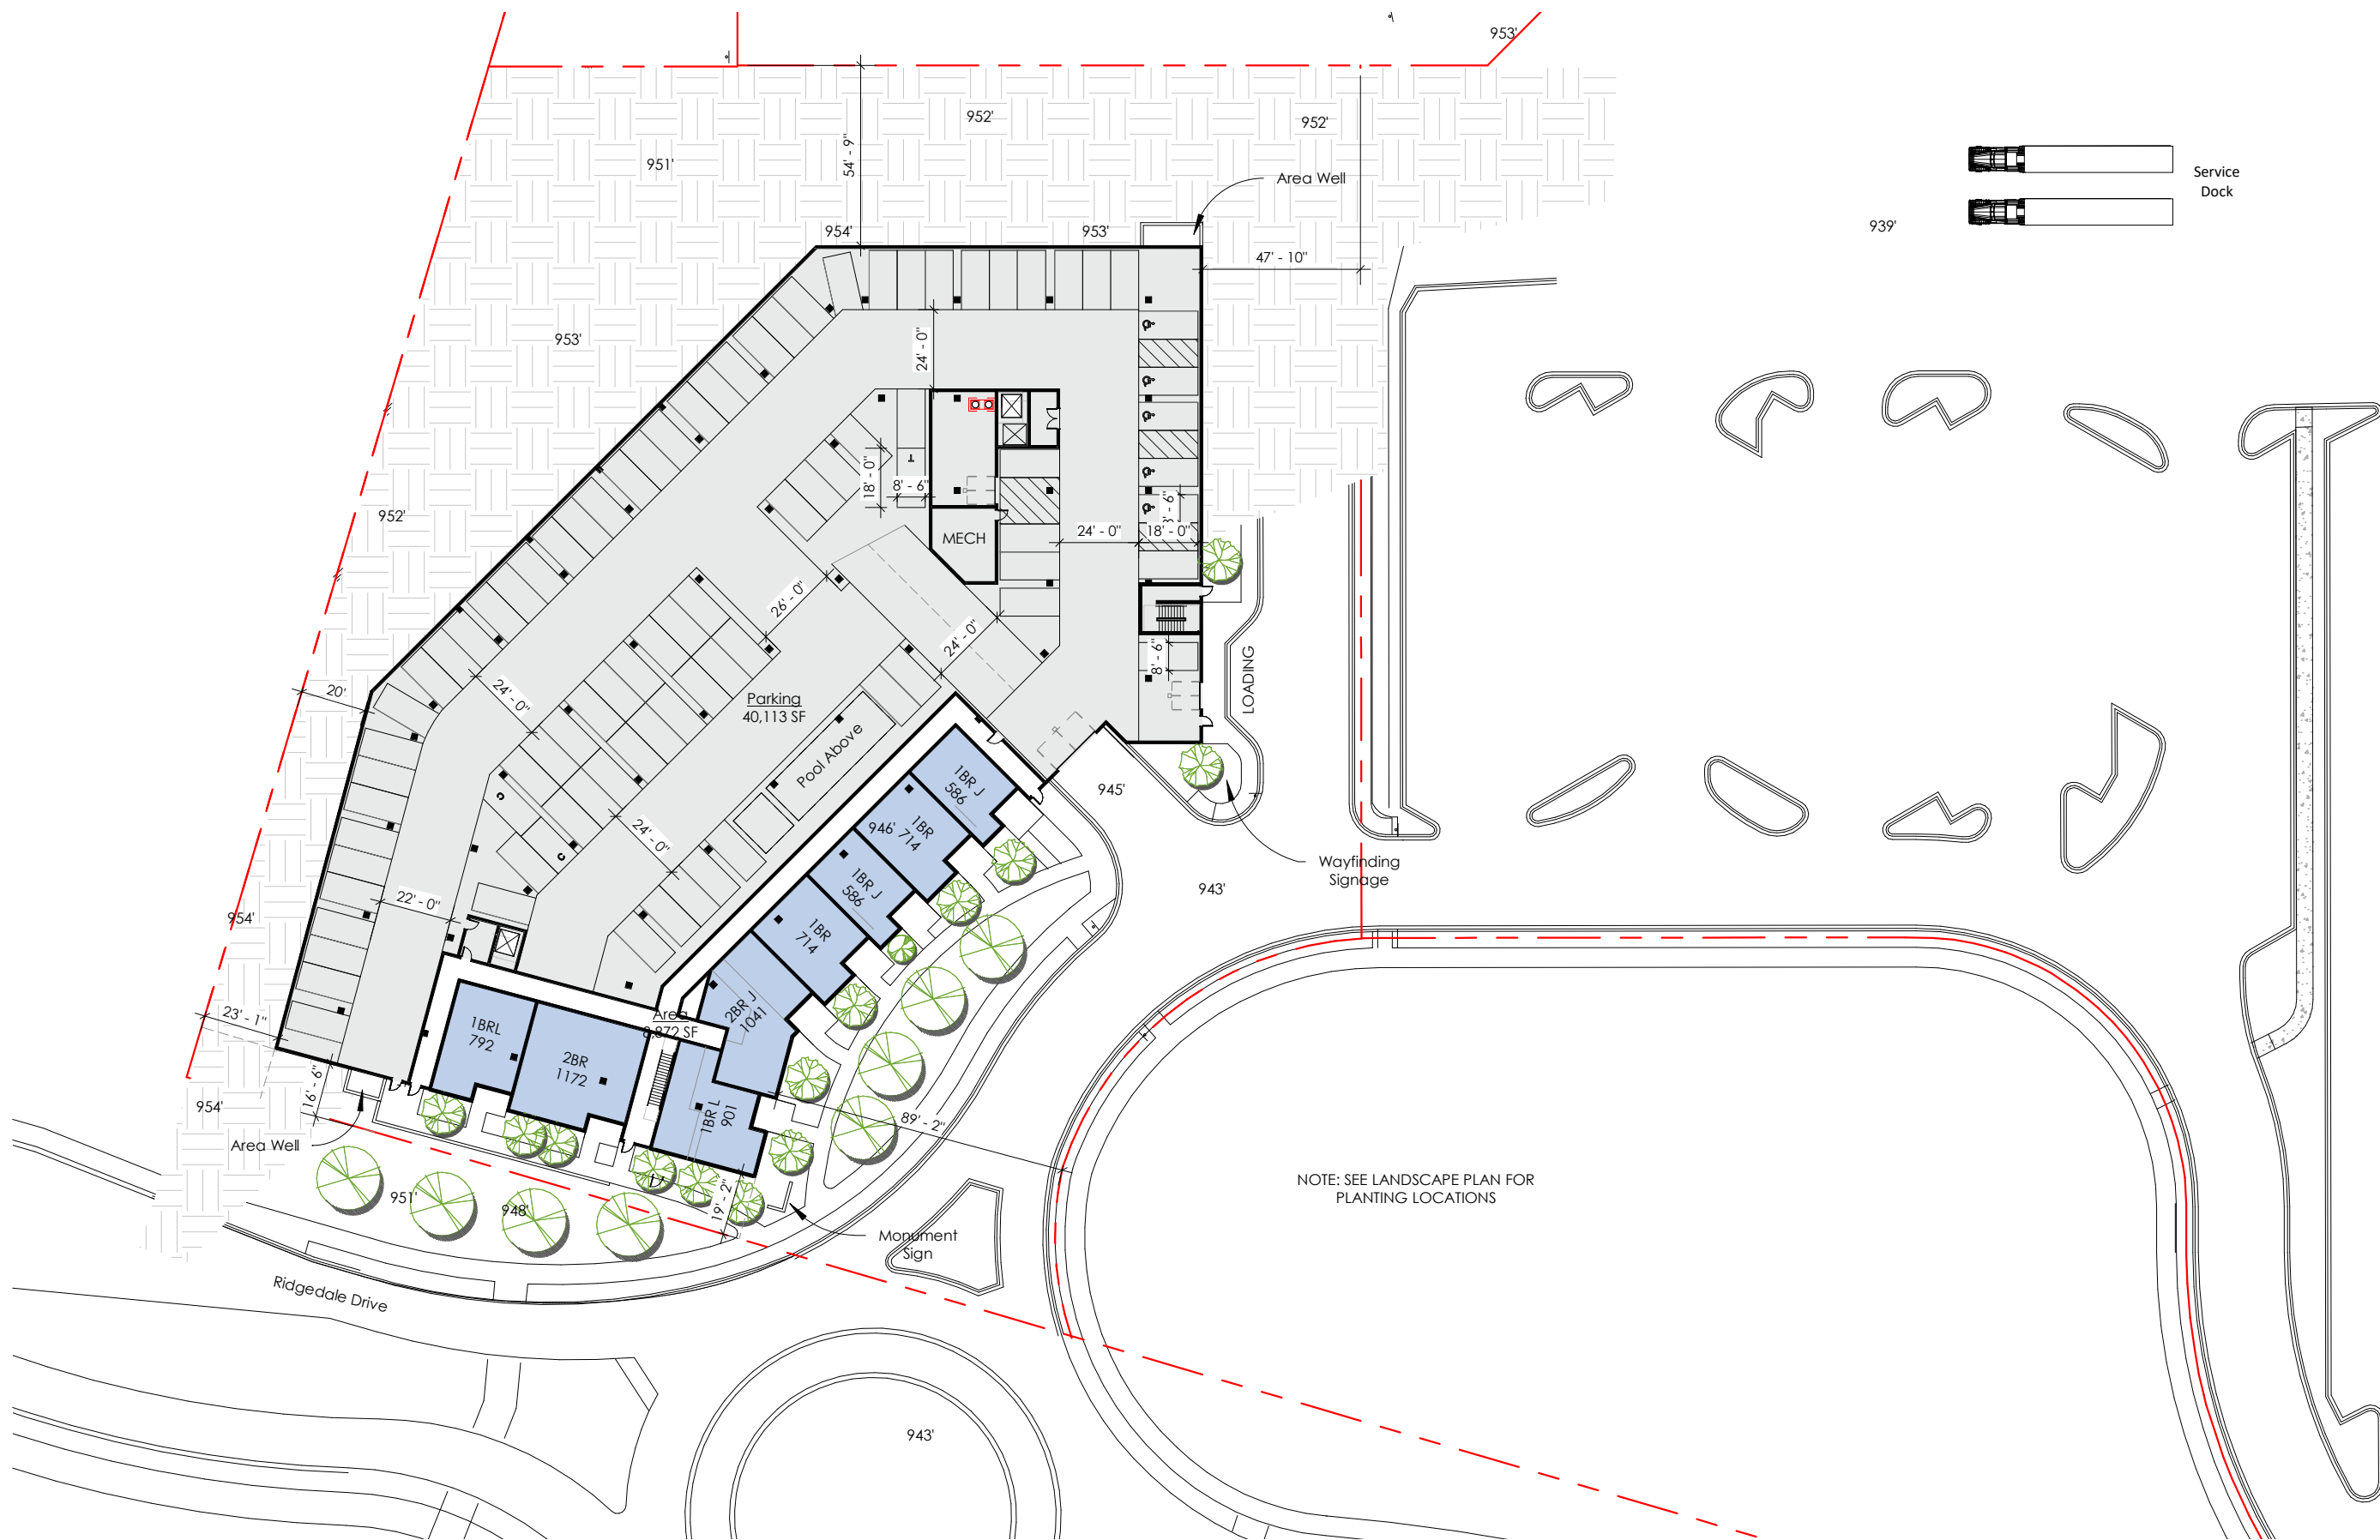 953'
952'
952'
54' - 9"
951'
Service
Dock
Area Well
939'
954'
953'
47' - 10"
953'
24' - 0"
18' - 0"
8' - 6"
952'
MECH
24' - 0"
18' - 0"
26' - 0"
24' - 0"
8' - 6"
LOADING
20'
24' - 0"
Parking
40,113 SF
Pool Above
945'
1BR J
586
946'
1BR
714
24' - 0"
1BR J
586
Wayfinding
Signage
943'
22' - 0"
954'
1BR
714
2BR J
1041
23' - 1"
Area
8,872 SF
1BRL
792
2BR
1172
16' - 6"
954'
1BR L
901
89' - 2"
Area Well
951'
948'
19' - 2"
NOTE: SEE LANDSCAPE PLAN FOR
PLANTING LOCATIONS
Monument
Sign
Ridgedale Drive
943'